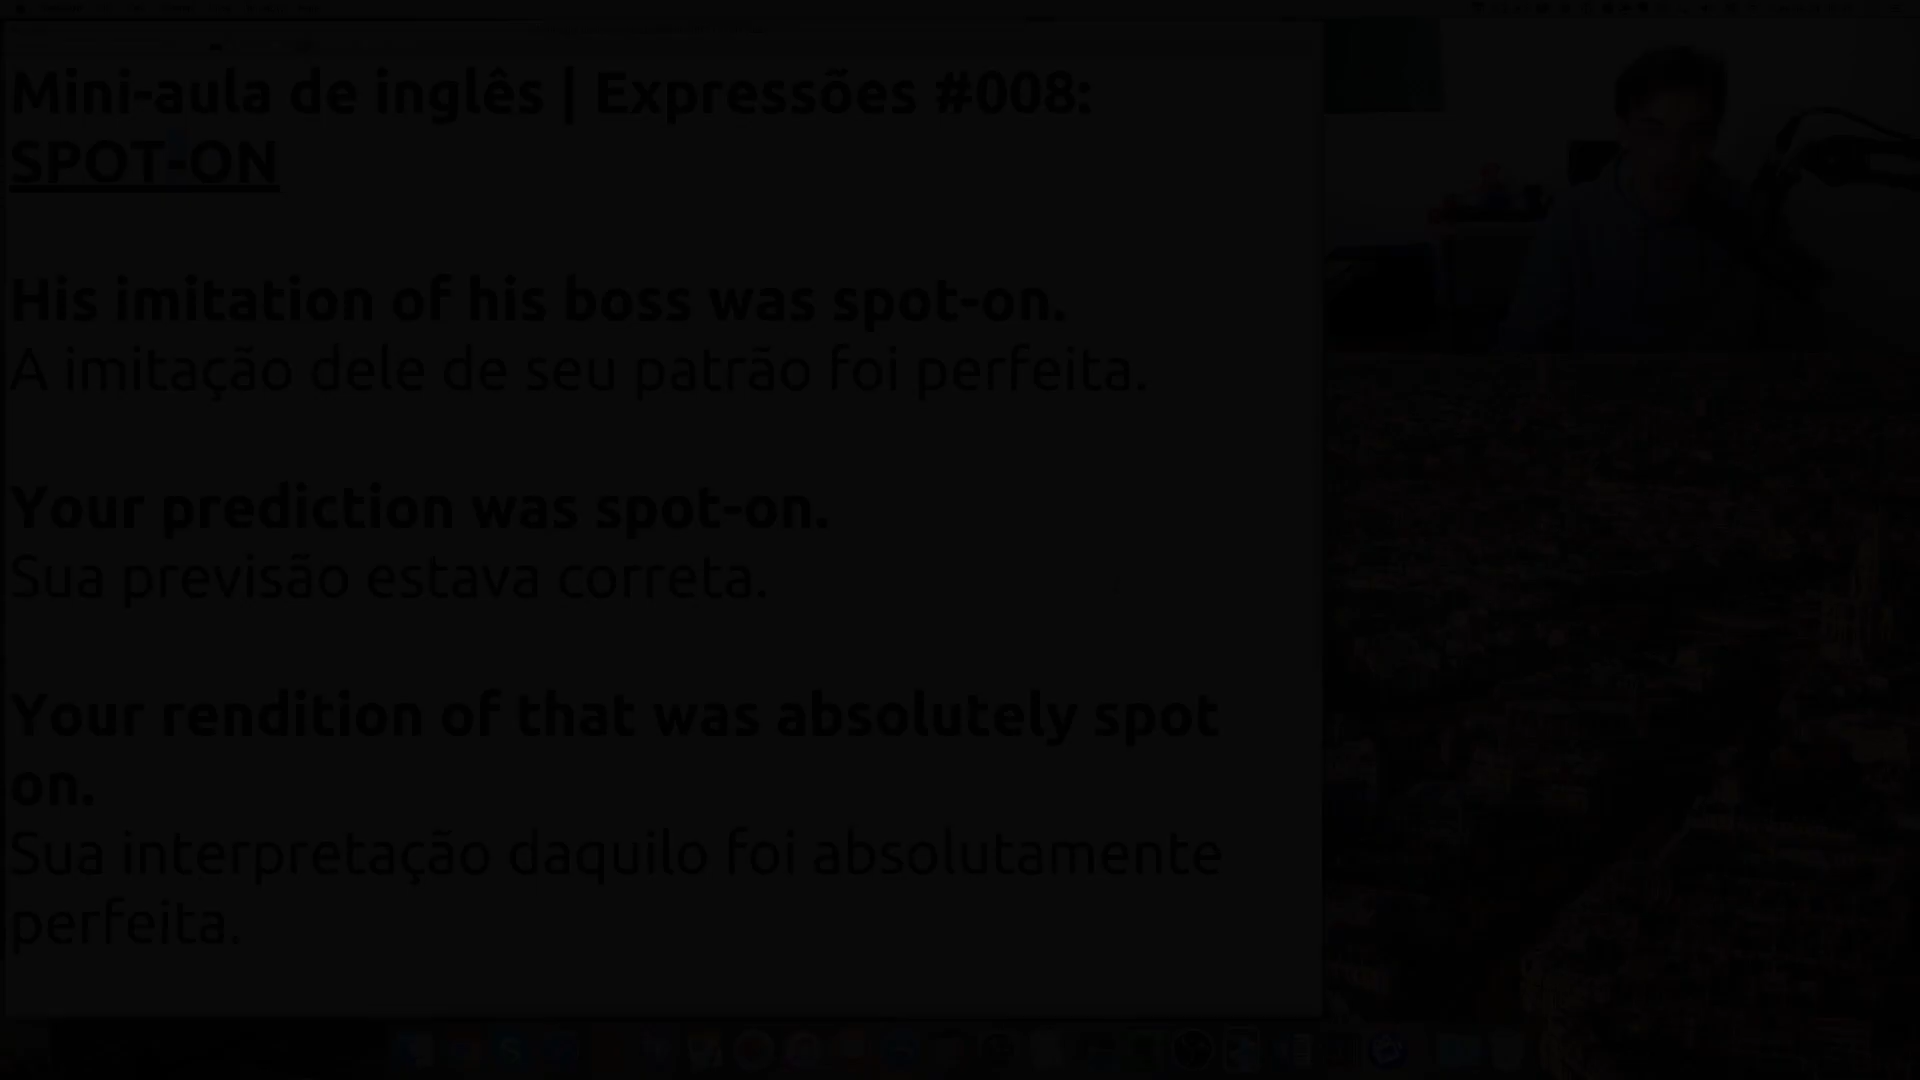 Mini-aula de inglês | Expressões #008:
SPOT-ON
His imitation of his boss was spot-on.
A imitação dele de seu patrão foi perfeita.
Your prediction was spot-on.
Sua previsão estava correta.
Your rendition of that was absolutely spot
on.
Sua interpretação daquilo foi absolutamente
perfeita.